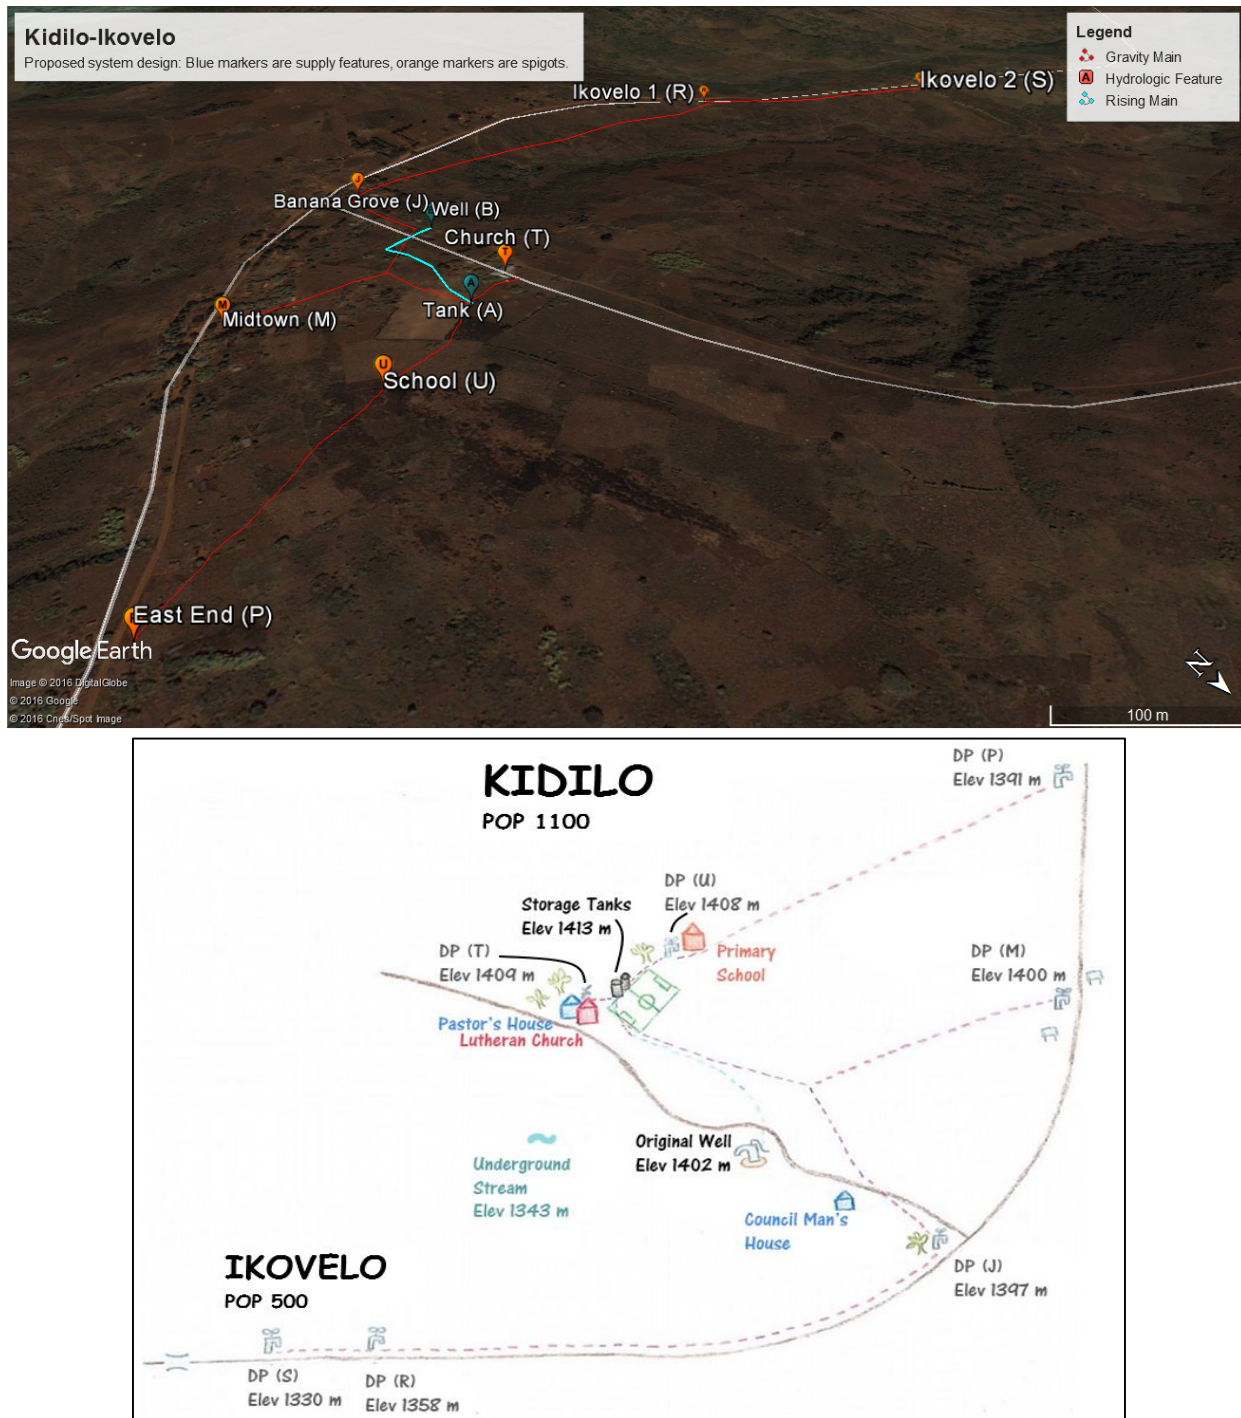 Kidilo-Ikovelo
Proposed system design: Blue markers are supply features, orange markers are spigots.
Legend
Gravity Main
A Hydrologic Feature
Rising Main
Ikovelo 1 (R)
Ikovelo 2 (S)
J
Banana Grove (J)
Well (B)
Church (T)
T
A
M
Midtown (M)
Tank (A)
U
School (U)
East End (P)
Google Earth
Image © 2016 DigitalGlobe
© 2016 Google
© 2016 Cnes/Spot Image
N
100 m
KIDILO
POP 1100
DP (P)
Elev 1391 m
DP (U)
Elev 1408 m
Storage Tanks
Elev 1413 m
DP (T)
Elev 1409 m
Primary
School
DP (M)
Elev 1400 m
Pastor's House
Lutheran Church
Original Well
Elev 1402 m
Underground
Stream
Elev 1343 m
Council Man's
House
DP (J)
Elev 1397 m
IKOVELO
POP 500
DP (S)
Elev 1330 m
DP (R)
Elev 1358 m